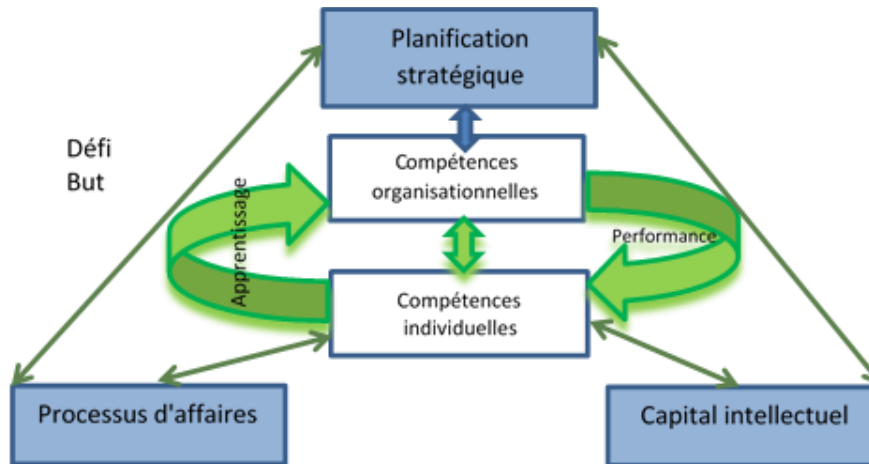 Planification
stratégique
Défi
But
Compétences
organisationnelles
Apprentissage
Performance
Compétences
individuelles
Processus d'affaires
Capital intellectuel